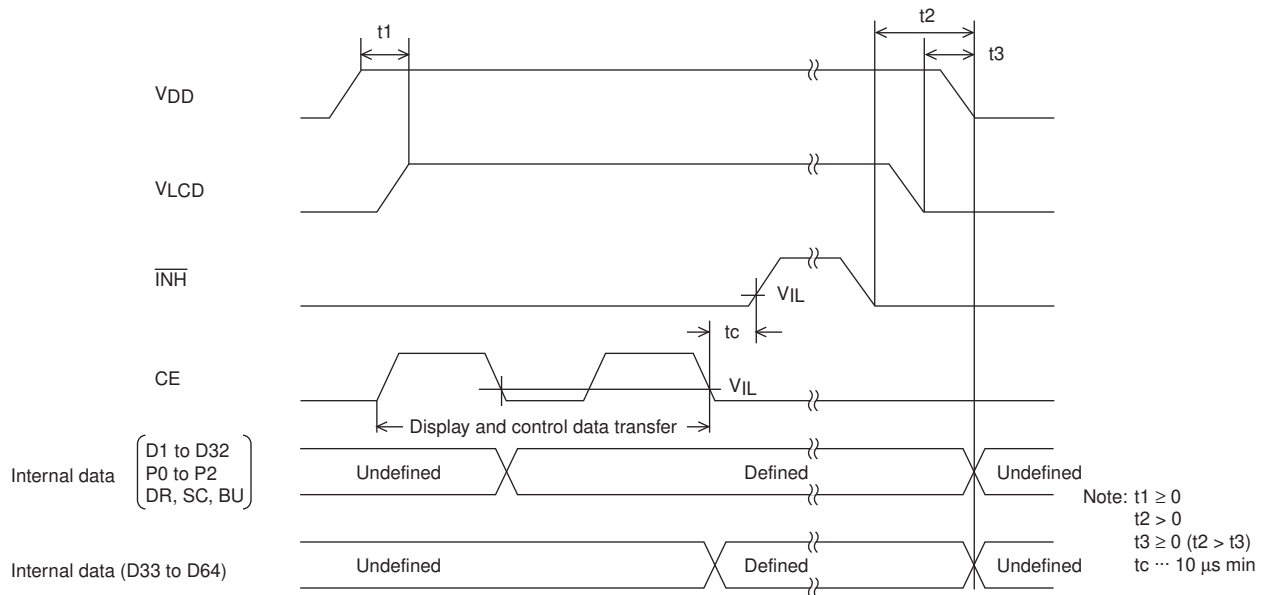 t2
t1
t3
VDD
VLCD
INH
VIL
tc
CE
VIL
Display and control data transfer
D1 to D32
Internal data P0 to P2 Undefined Defined Undefined
DR, SC, BU
Note: t1 ≥ 0
t2 > 0
t3 ≥ 0 (t2 > t3)
tc ··· 10 µs min
Internal data (D33 to D64) Undefined Defined Undefined